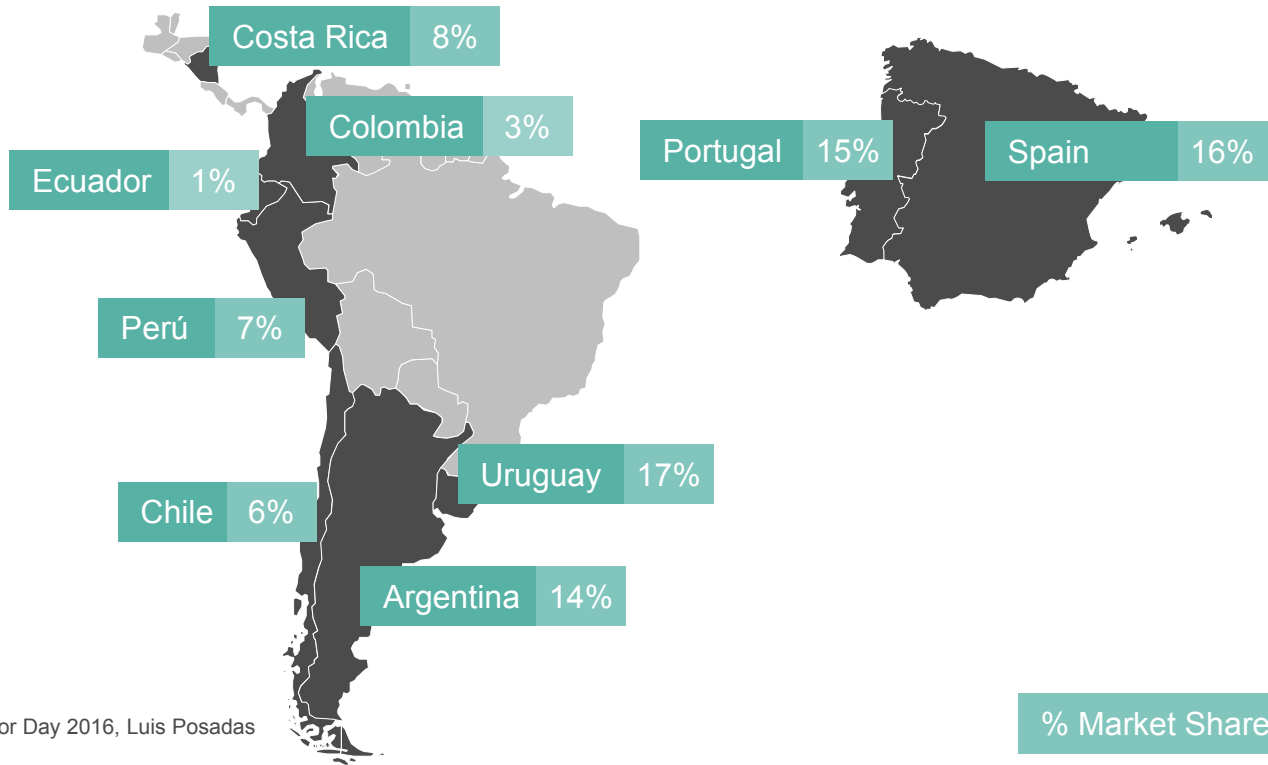 Costa Rica 8%
Colombia 3%
Portugal 15%
Spain 16%
Ecuador 1%
Perú 7%
Uruguay 17%
Chile 6%
Argentina 14%
or Day 2016, Luis Posadas
% Market Share